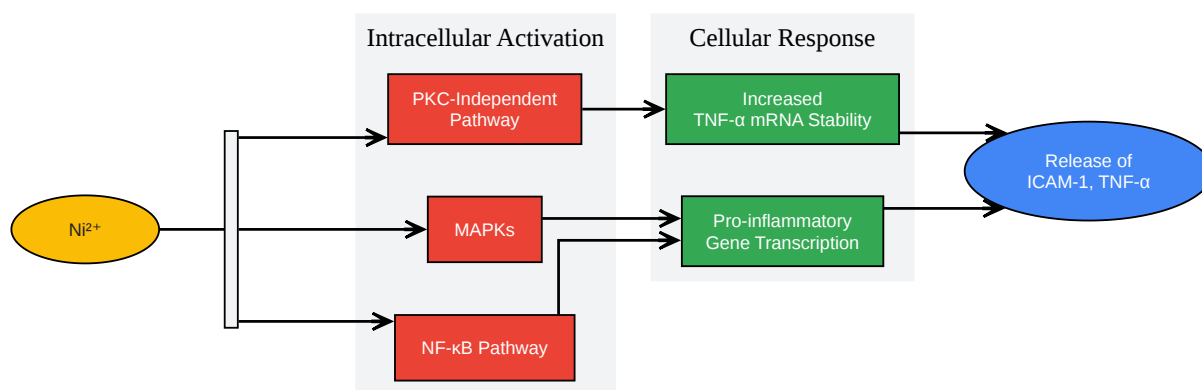 Intracellular Activation
Cellular Response
PKC-Independent
Pathway
Increased
TNF-α mRNA Stability
Release of
ICAM-1, TNF-α
Ni²⁺
MAPKs
Pro-inflammatory
Gene Transcription
NF-κB Pathway